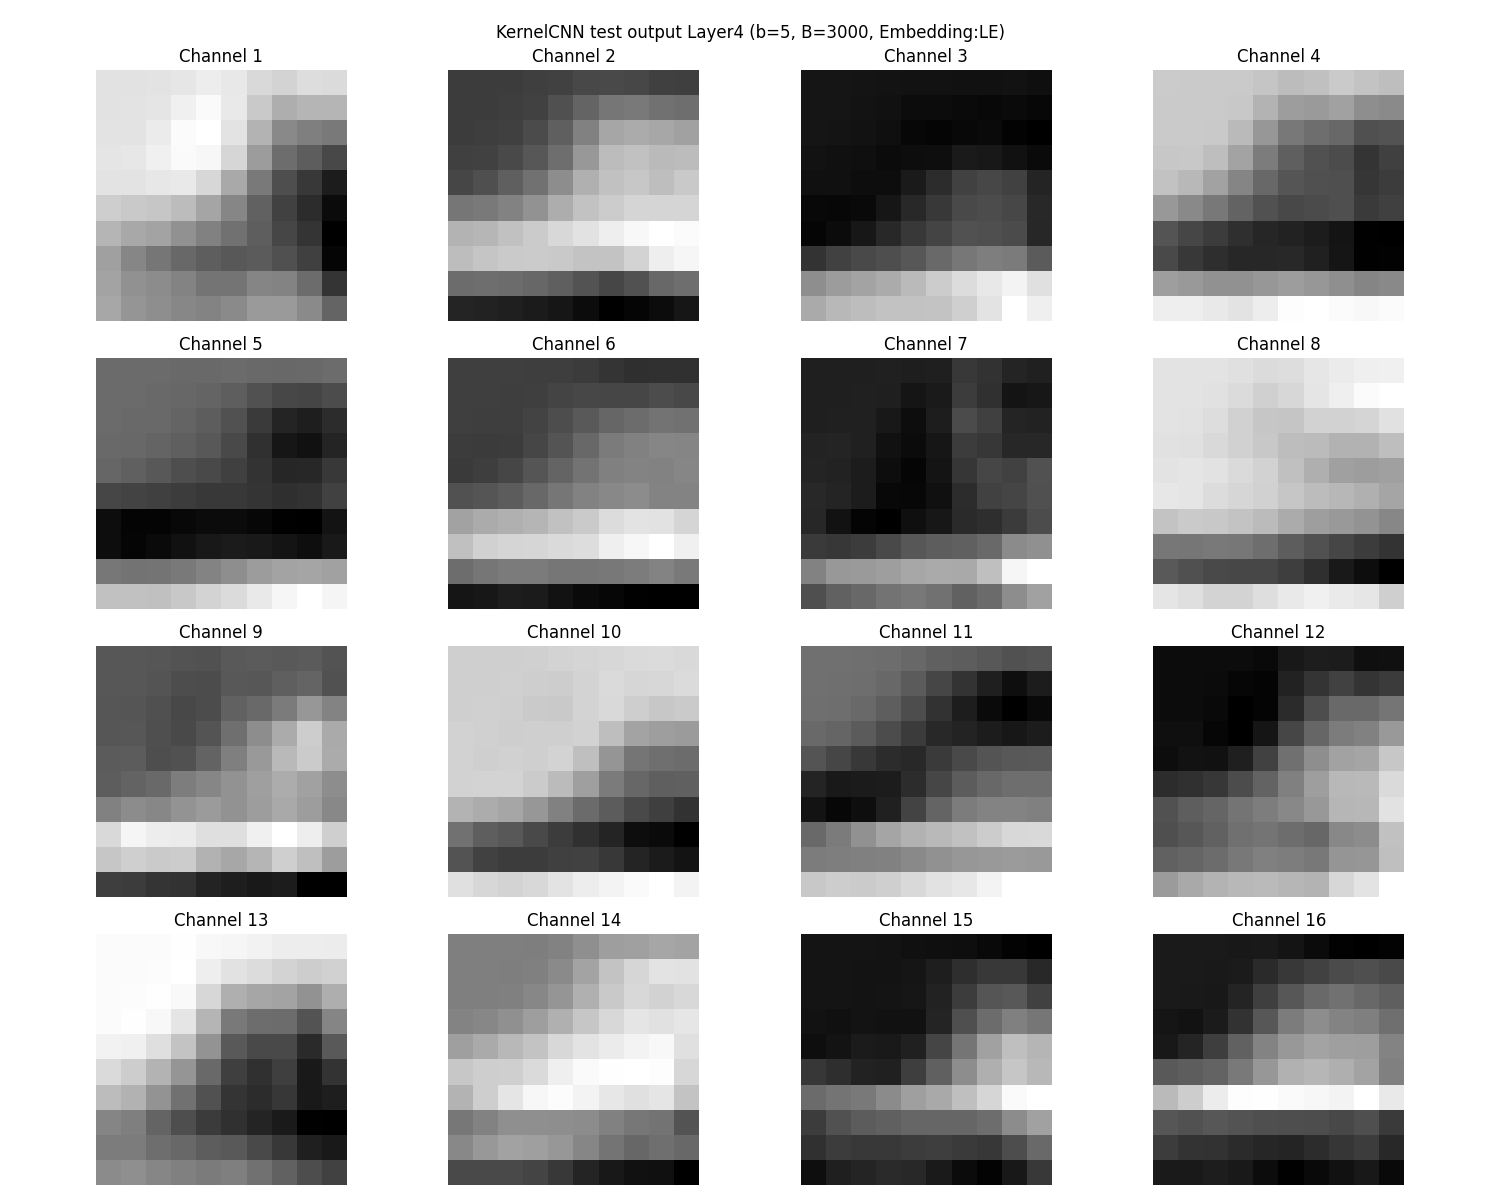 KernelCNN test output Layer4 (b=5, B=3000, Embedding:LE)
Channel 1
Channel 2
Channel 3
Channel 4
Channel 5
Channel 6
Channel 7
Channel 8
Channel 9
Channel 10
Channel 11
Channel 12
Channel 13
Channel 14
Channel 15
Channel 16